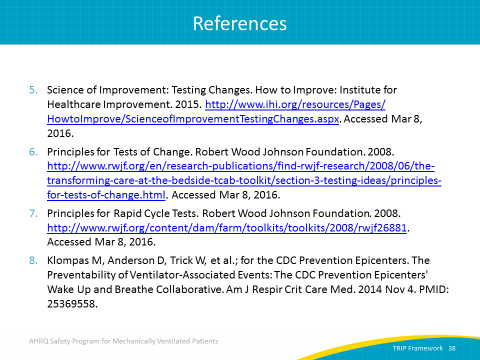 References
5. Science of Improvement: Testing Changes. How to Improve: Institute for
Healthcare Improvement. 2015. http://www.ihi.org/resources/Pages/
HowtoImprove/ScienceofImprovementTestingChanges.aspx. Accessed Mar 8,
2016.
6. Principles for Tests of Change. Robert Wood Johnson Foundation. 2008.
http://www.rwjf.org/en/research-publications/find-rwjf-research/2008/06/the-
transforming-care-at-the-bedside-tcab-toolkit/section-3-testing-ideas/principles-
for-tests-of-change.html. Accessed Mar 8, 2016.
7. Principles for Rapid Cycle Tests. Robert Wood Johnson Foundation. 2008.
http://www.rwjf.org/content/dam/farm/toolkits/toolkits/2008/rwjf26881.
Accessed Mar 8, 2016.
8. Klompas M, Anderson D, Trick W, et al.; for the CDC Prevention Epicenters. The
Preventability of Ventilator-Associated Events: The CDC Prevention Epicenters'
Wake Up and Breathe Collaborative. Am J Respir Crit Care Med. 2014 Nov 4. PMID:
25369558.
AHRQ Safety Program for Mechanically Ventilated Patients
TRIP Framework 38